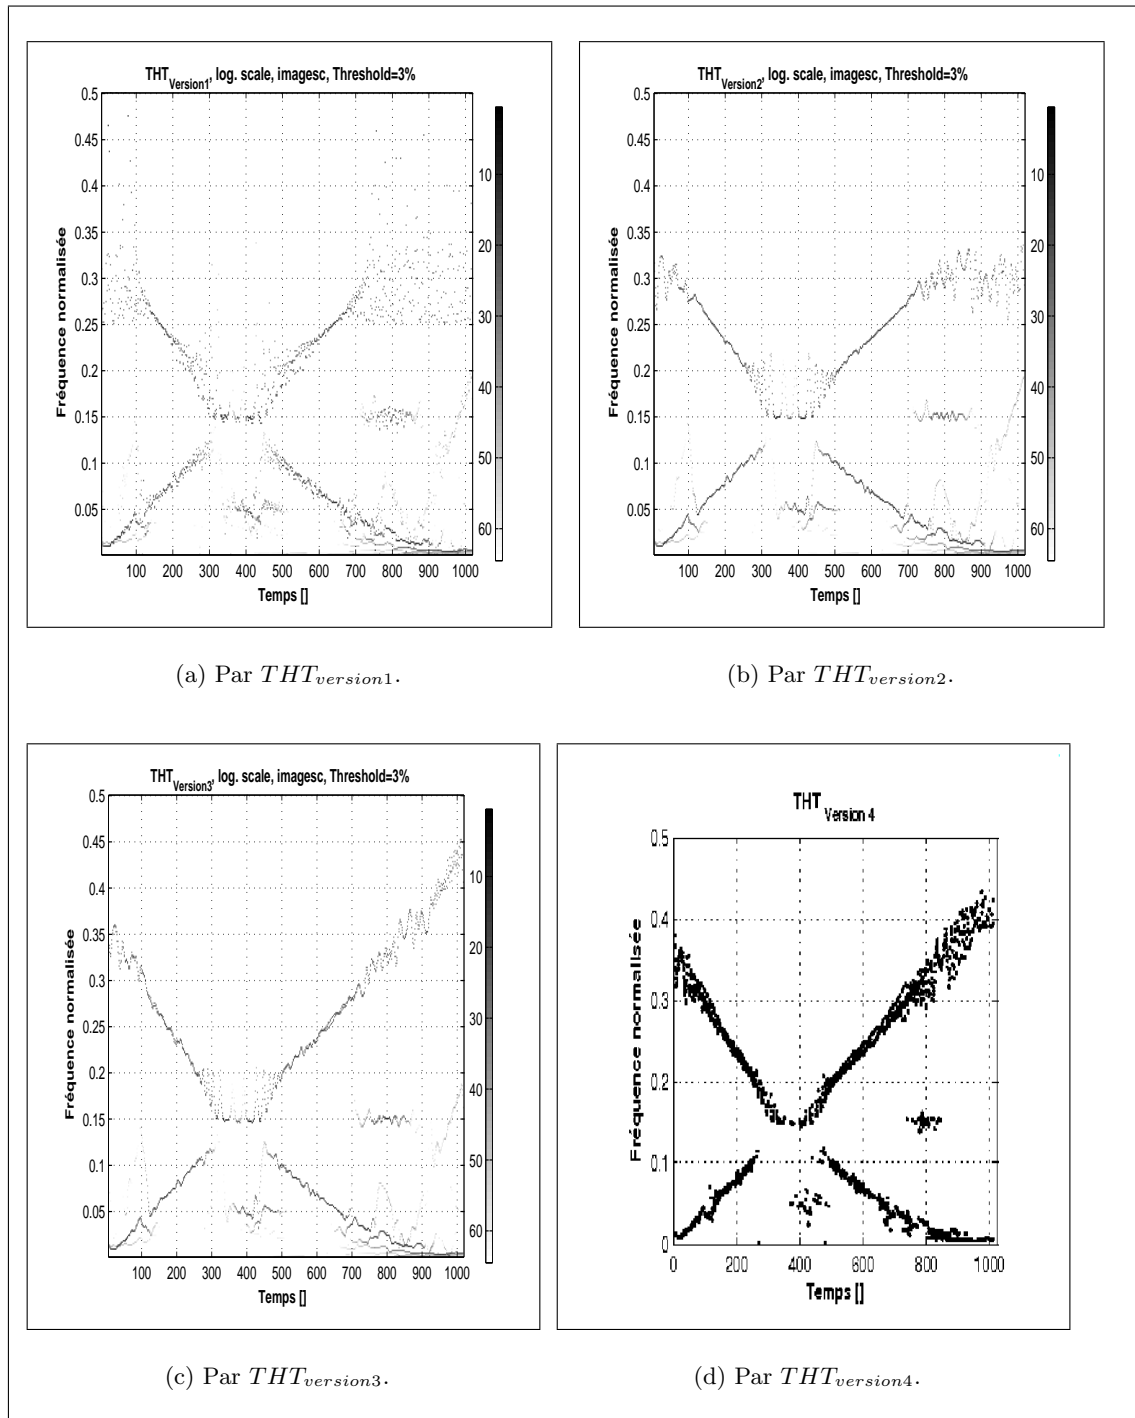 THT_Version1, log. scale, imagesc, Threshold=3%
0.5
0.45
0.4
0.35
0.3
0.25
0.2
0.15
0.1
0.05
Fréquence normalisée
100 200 300 400 500 600 700 800 900 1000
Temps []
10
20
30
40
50
60
(a) Par THT_version1.
THT_Version2, log. scale, imagesc, Threshold=3%
0.5
0.45
0.4
0.35
0.3
0.25
0.2
0.15
0.1
0.05
Fréquence normalisée
100 200 300 400 500 600 700 800 900 1000
Temps []
10
20
30
40
50
60
(b) Par THT_version2.
THT_Version3, log. scale, imagesc, Threshold=3%
0.5
0.45
0.4
0.35
0.3
0.25
0.2
0.15
0.1
0.05
Fréquence normalisée
100 200 300 400 500 600 700 800 900 1000
Temps []
10
20
30
40
50
60
(c) Par THT_version3.
THT_Version 4
0.5
0.4
0.3
0.2
0.1
0
Fréquence normalisée
0 200 400 600 800 1000
Temps []
(d) Par THT_version4.